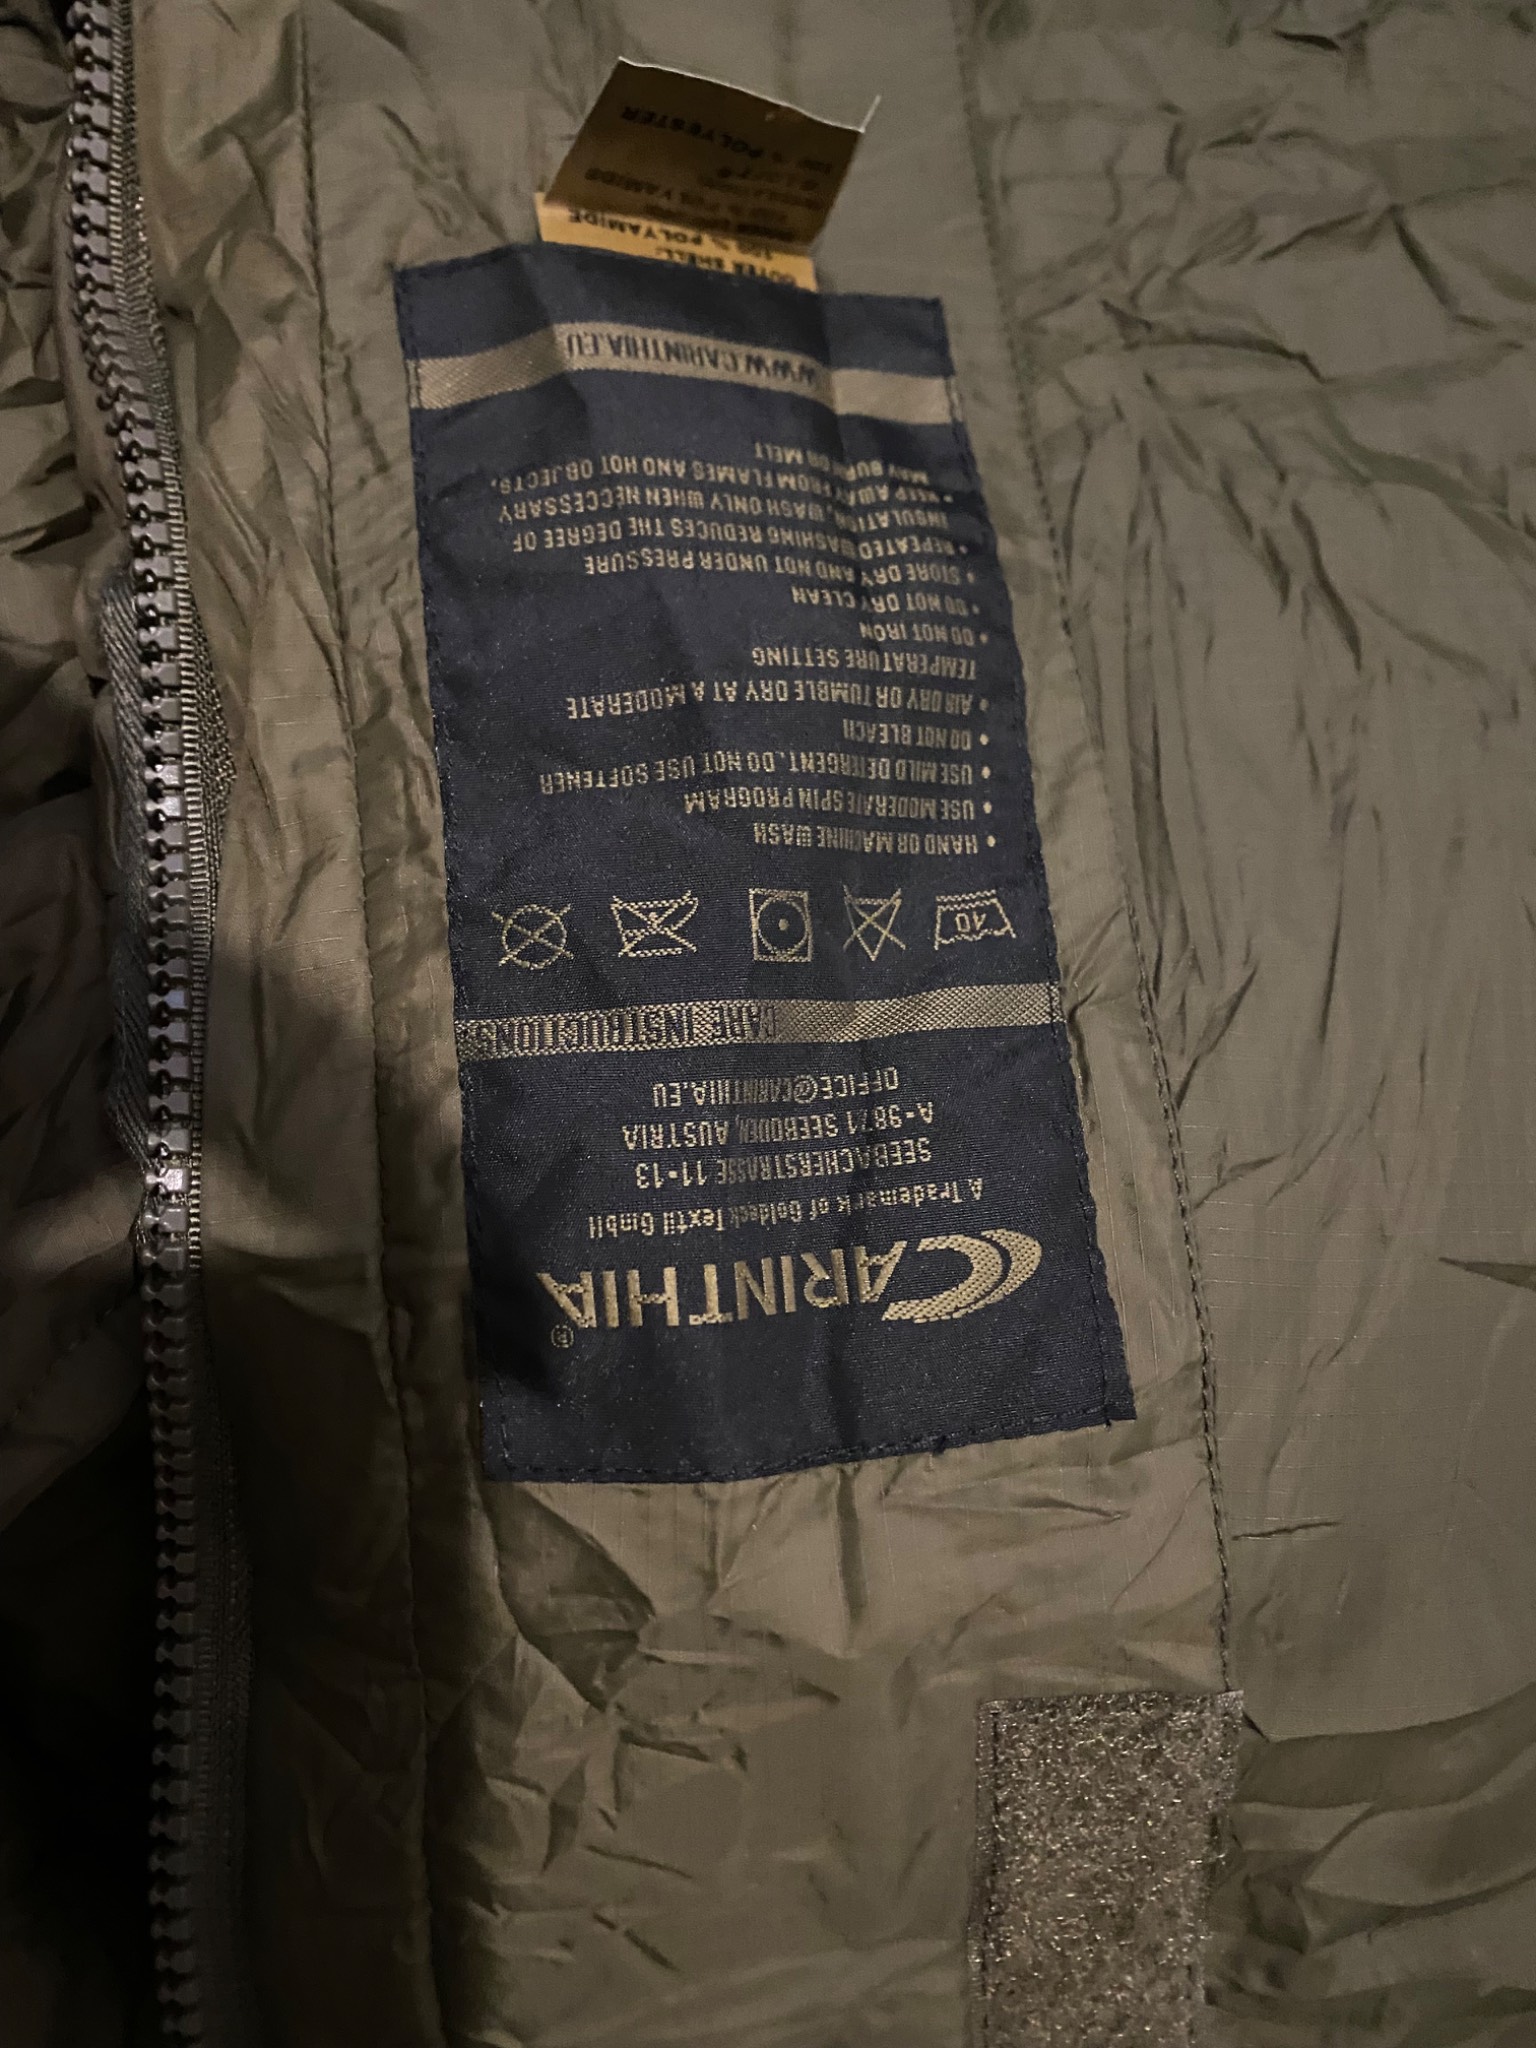 CARINTHIA®
A Trademark of Goldeck Textil GmbH
SEEBACHERSTRASSE 11-13
A-9871 SEEBODEN, AUSTRIA
OFFICE@CARINTHIA.EU
CARE INSTRUCTIONS
40
• HAND OR MACHINE WASH
• USE MODERATE SPIN PROGRAM
• USE MILD DETERGENT. DO NOT USE SOFTENER
• DO NOT BLEACH
• AIR DRY OR TUMBLE DRY AT A MODERATE
TEMPERATURE SETTING
• DO NOT IRON
• DO NOT DRY CLEAN
• STORE DRY AND NOT UNDER PRESSURE
• REPEATED WASHING REDUCES THE DEGREE OF
INSULATION, WASH ONLY WHEN NECCESSARY
• KEEP AWAY FROM FLAMES AND HOT OBJECTS,
MAY BURN OR MELT
WWW.CARINTHIA.EU
OUTER SHELL:
100 % POLYAMIDE
100 % POLYAMIDE
100 % POLYESTER